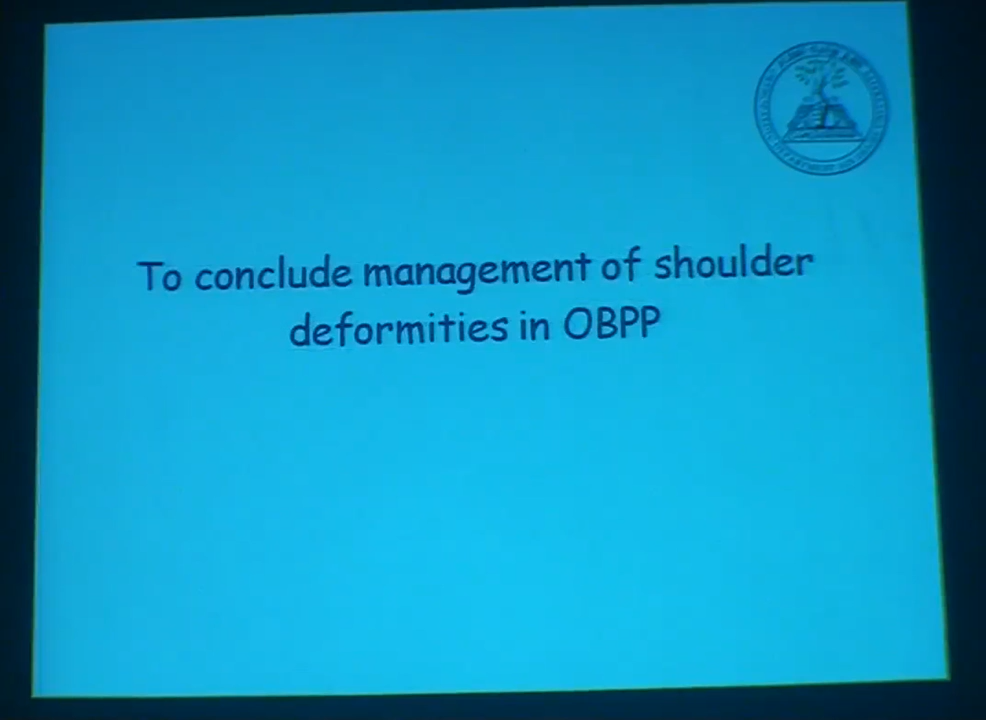 To conclude management of shoulder
deformities in OBPP